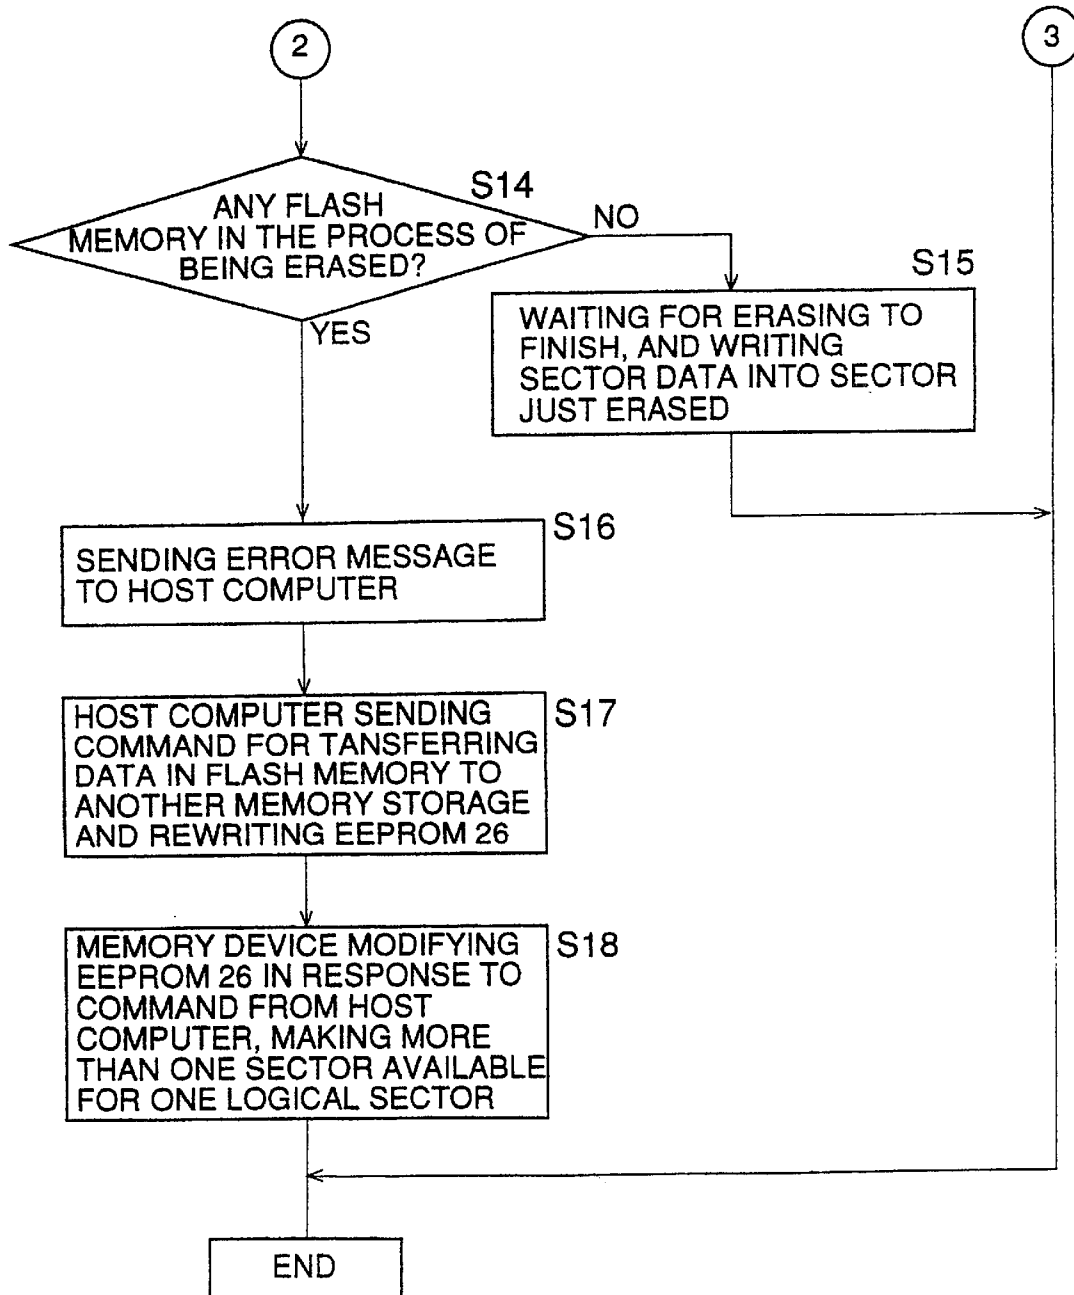 2
3
S14
ANY FLASH
MEMORY IN THE PROCESS OF
BEING ERASED?
NO
YES
S15
WAITING FOR ERASING TO
FINISH, AND WRITING
SECTOR DATA INTO SECTOR
JUST ERASED
S16
SENDING ERROR MESSAGE
TO HOST COMPUTER
S17
HOST COMPUTER SENDING
COMMAND FOR TANSFERRING
DATA IN FLASH MEMORY TO
ANOTHER MEMORY STORAGE
AND REWRITING EEPROM 26
S18
MEMORY DEVICE MODIFYING
EEPROM 26 IN RESPONSE TO
COMMAND FROM HOST
COMPUTER, MAKING MORE
THAN ONE SECTOR AVAILABLE
FOR ONE LOGICAL SECTOR
END